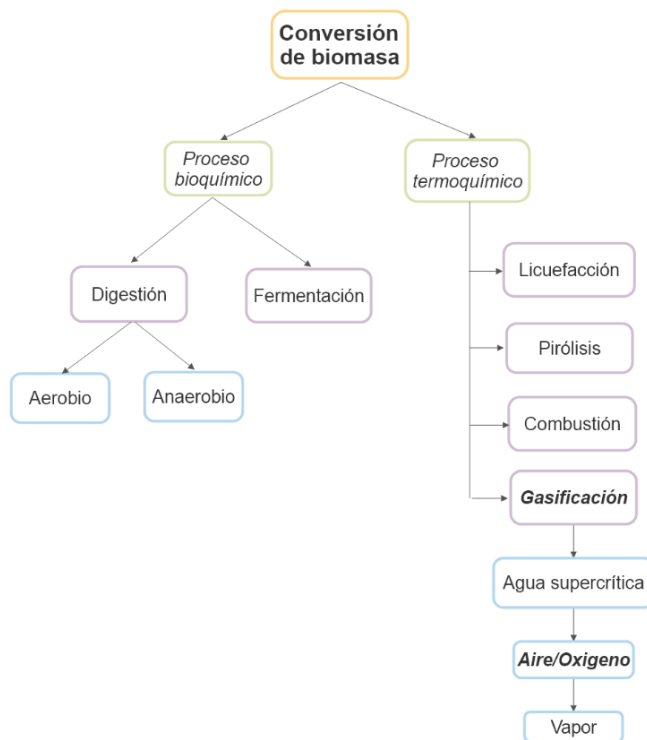 Conversión
de biomasa
Proceso
bioquímico
Proceso
termoquímico
Digestión
Fermentación
Aerobio
Anaerobio
Licuefacción
Pirólisis
Combustión
Gasificación
Agua supercrítica
Aire/Oxigeno
Vapor